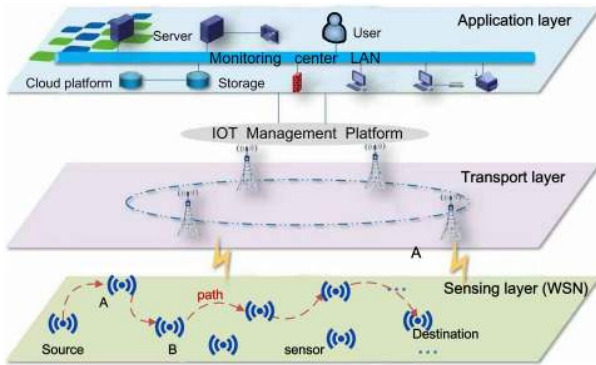 Application layer
Server
User
Monitoring center LAN
Cloud platform
Storage
IOT Management Platform
Transport layer
A
Sensing layer (WSN)
A
path
Source
B
sensor
Destination